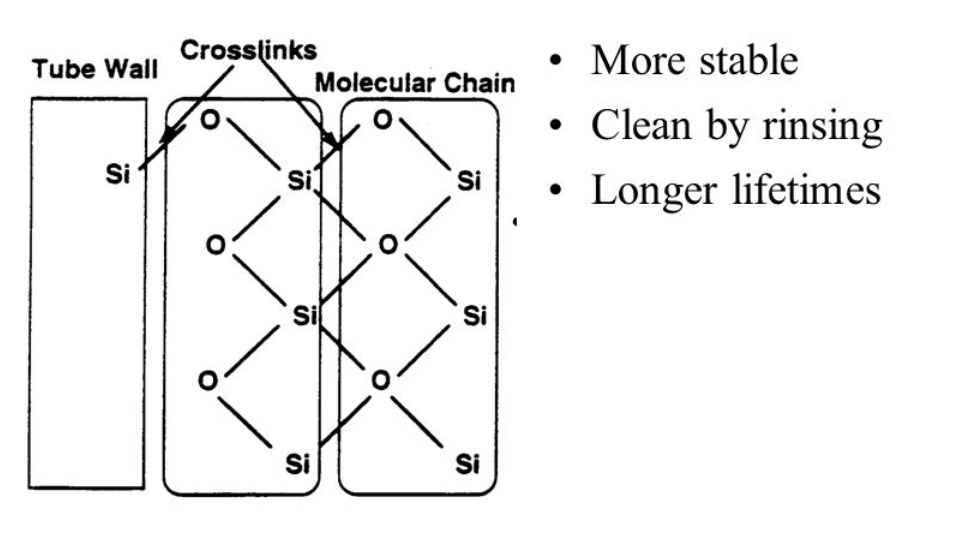 Crosslinks
Tube Wall
Molecular Chain
O O
Si Si Si
O O
Si Si
O O
Si Si
• More stable
• Clean by rinsing
• Longer lifetimes